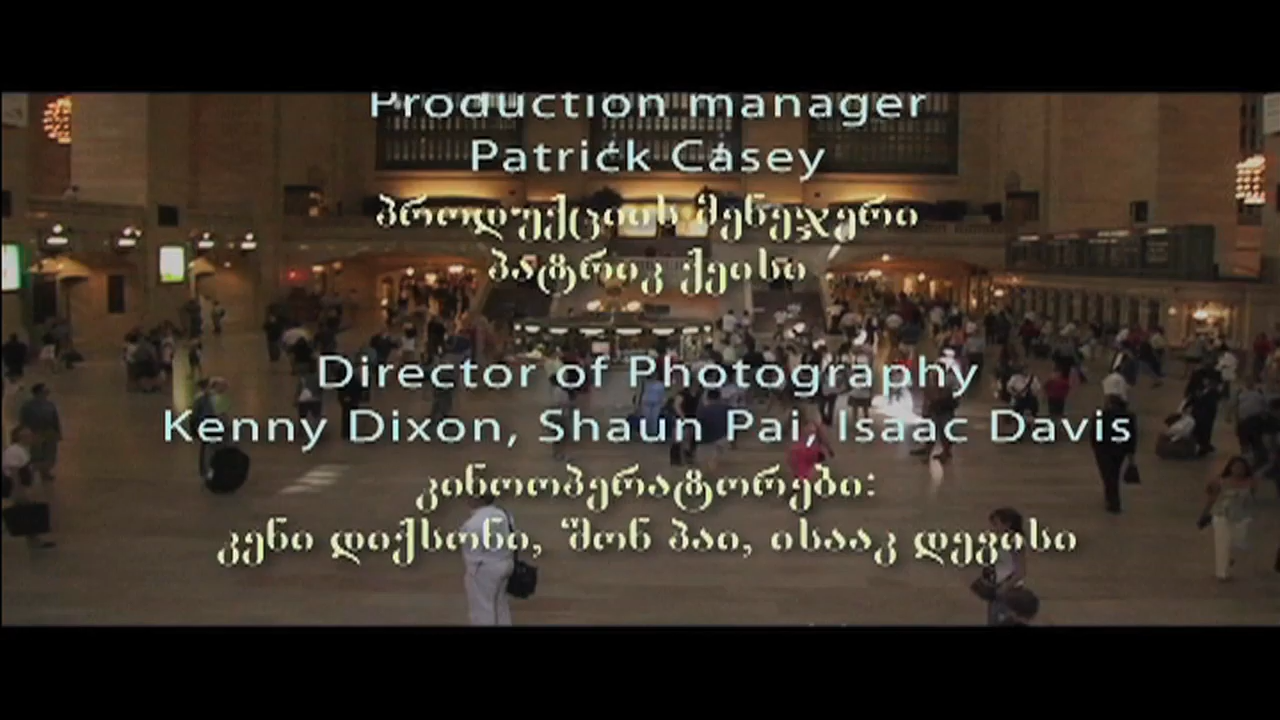 Production manager
Patrick Casey
პროდუქციის მენეჯერი
პატრიკ ქეისი
Director of Photography
Kenny Dixon, Shaun Pai, Isaac Davis
კინოოპერატორები:
კენი დიქსონი, შონ პაი, ისააკ დევისი